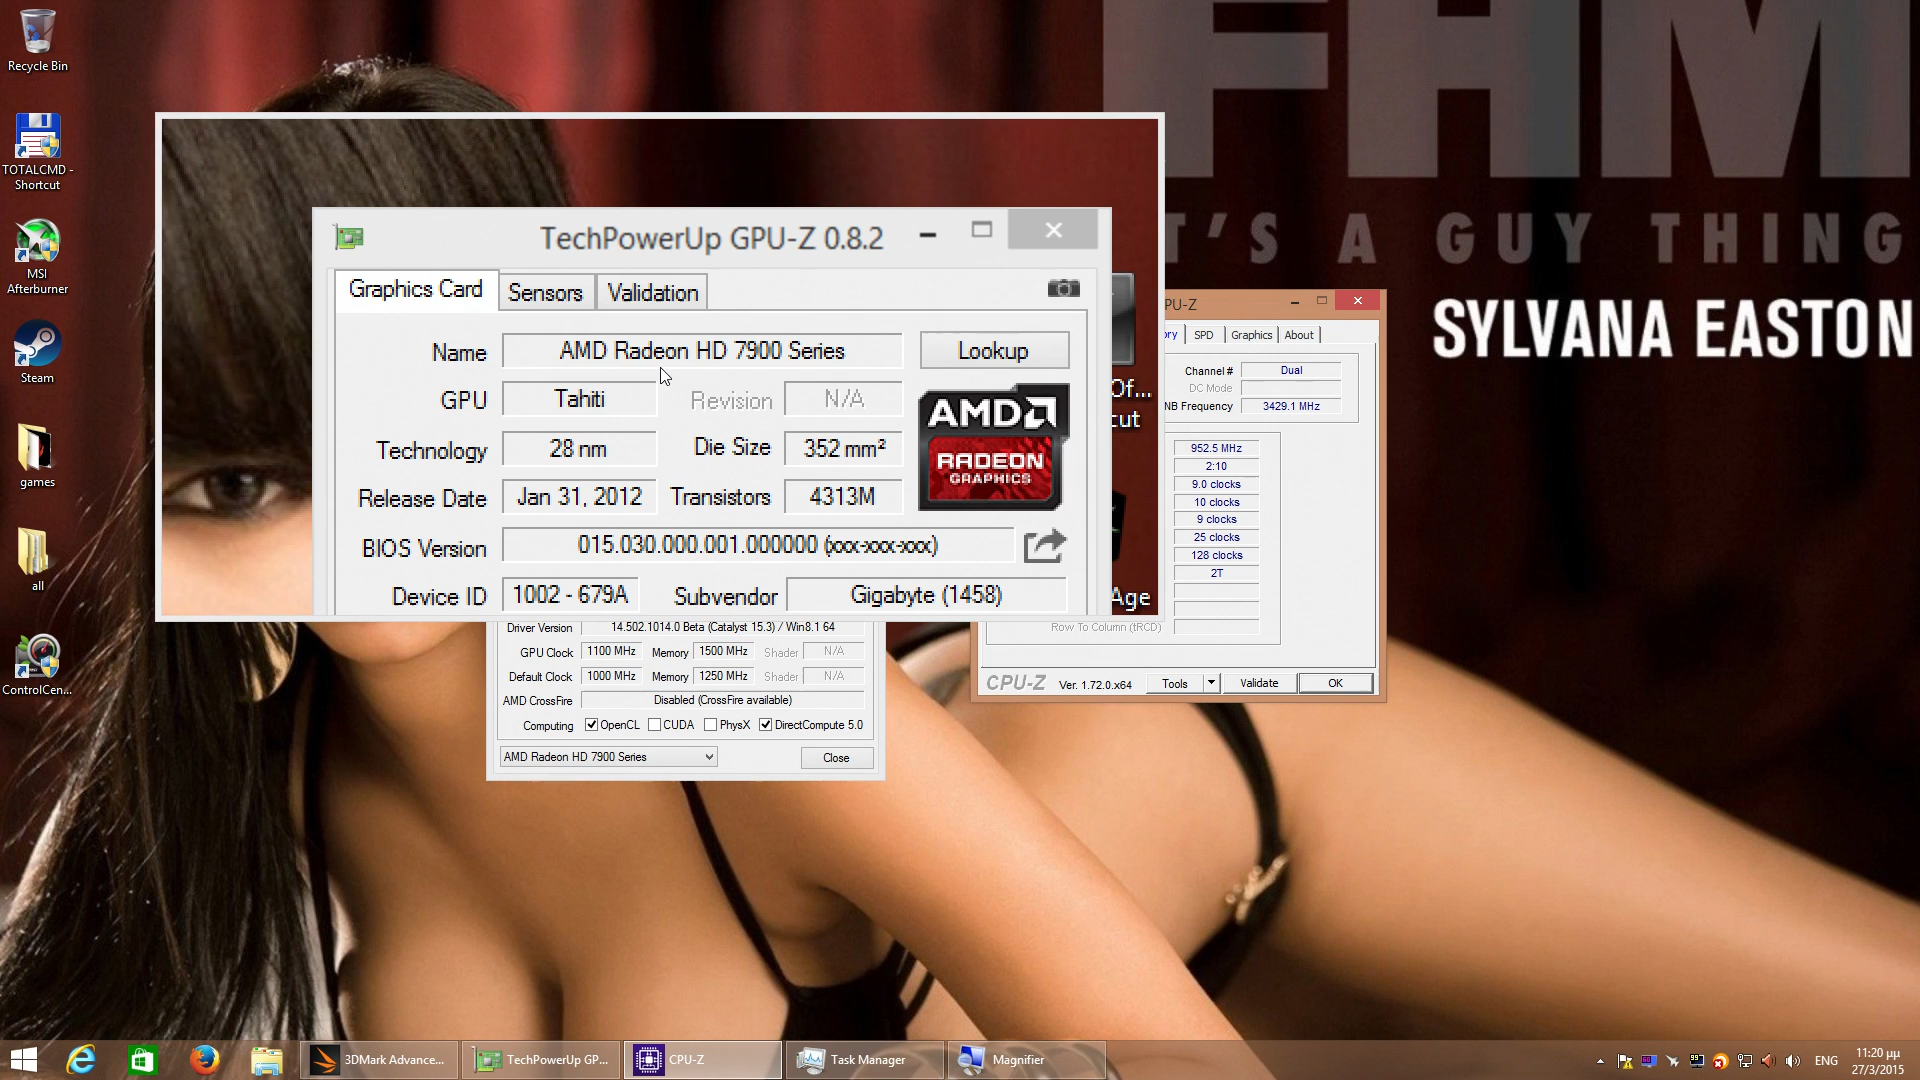 FHM
T'S A GUY THING
SYLVANA EASTON
Recycle Bin
TOTALCMD -
Shortcut
MSI
Afterburner
Steam
games
all
ControlCen...
TechPowerUp GPU-Z 0.8.2
Graphics Card Sensors Validation
Name AMD Radeon HD 7900 Series Lookup
GPU Tahiti Revision N/A
Technology 28 nm Die Size 352 mm²
Release Date Jan 31, 2012 Transistors 4313M
BIOS Version 015.030.000.001.000000 (xxx-xxx-xxx)
Device ID 1002 - 679A Subvendor Gigabyte (1458)
AMD
RADEON
GRAPHICS
Driver Version 14.502.1014.0 Beta (Catalyst 15.3) / Win8.1 64
GPU Clock 1100 MHz Memory 1500 MHz Shader N/A
Default Clock 1000 MHz Memory 1250 MHz Shader N/A
AMD CrossFire Disabled (CrossFire available)
Computing OpenCL CUDA PhysX DirectCompute 5.0
AMD Radeon HD 7900 Series Close
Of...
cut
Age
PU-Z
ry SPD Graphics About
Channel # Dual
DC Mode
NB Frequency 3429.1 MHz
952.5 MHz
2:10
9.0 clocks
10 clocks
9 clocks
25 clocks
128 clocks
2T
Row To Column (tRCD)
CPU-Z Ver. 1.72.0.x64 Tools Validate OK
3DMark Advance... TechPowerUp GP... CPU-Z Task Manager Magnifier
ENG
11:20 μμ
27/3/2015